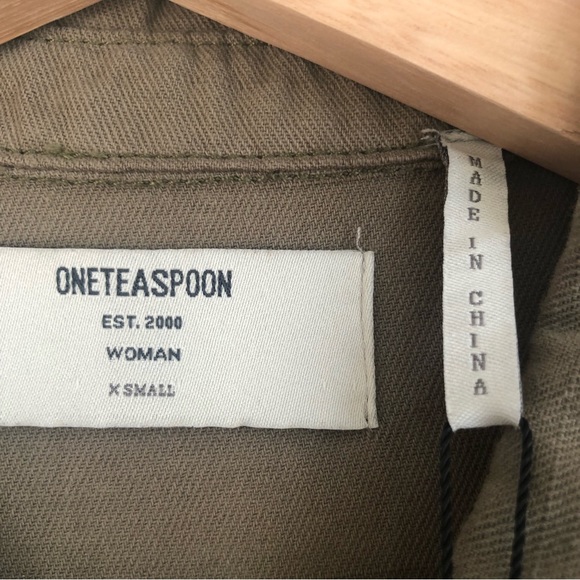 ONETEASPOON
EST. 2000
WOMAN
X SMALL
MADE IN CHINA